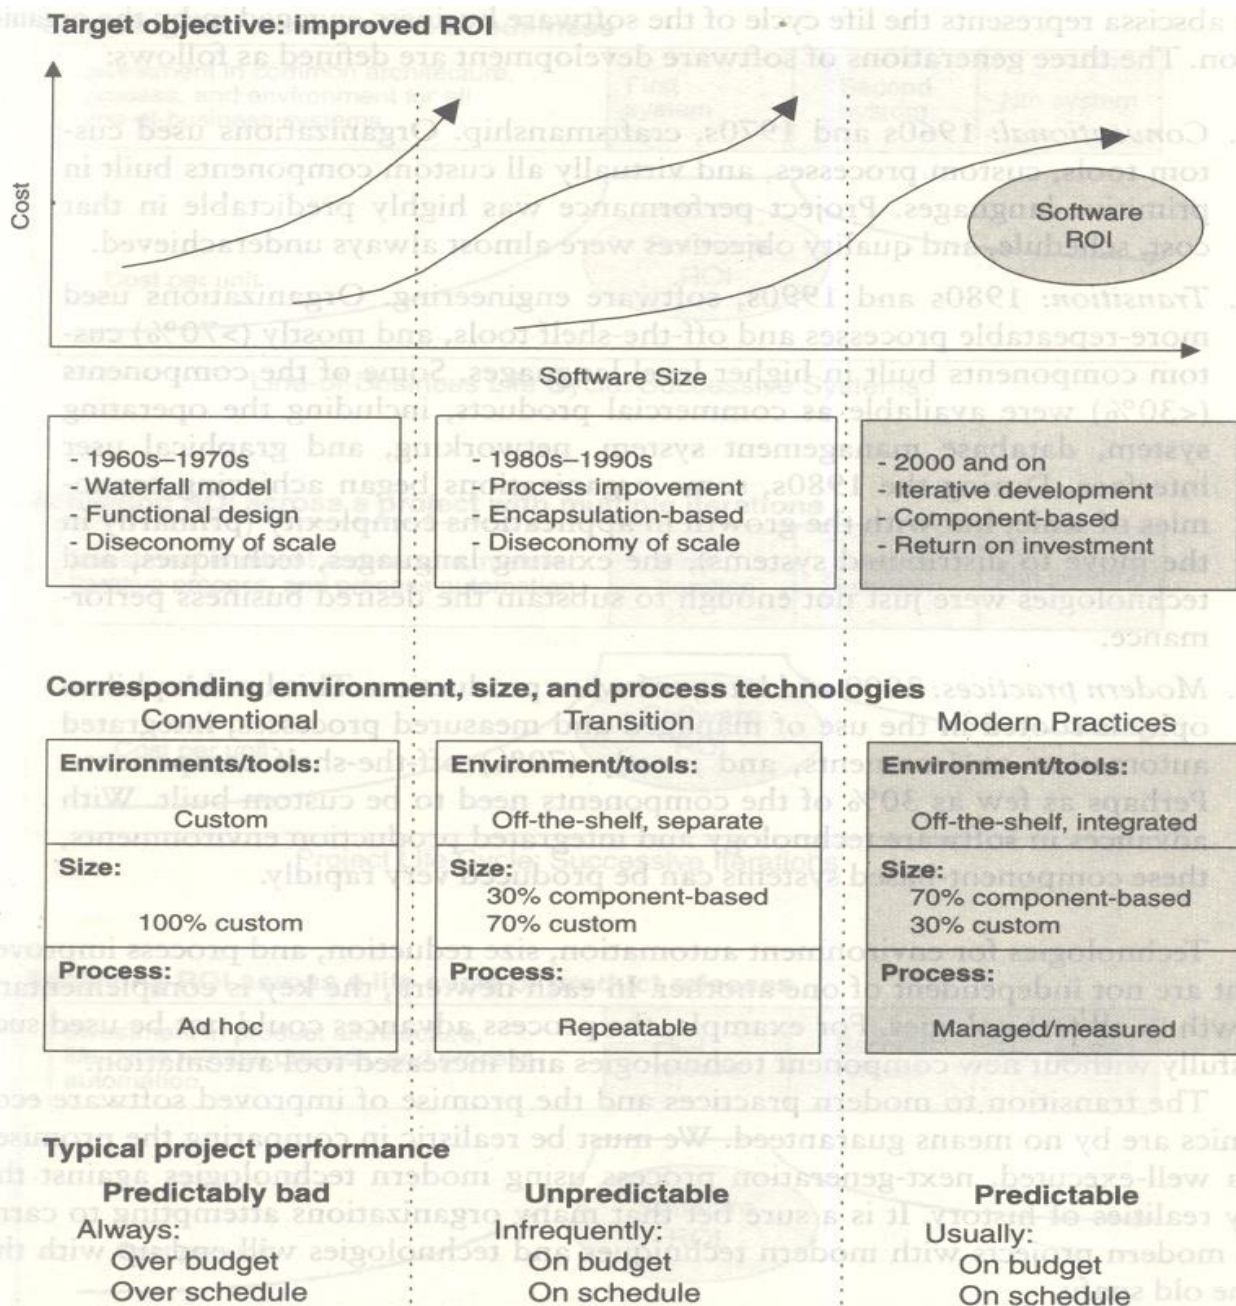 Target objective: Improved ROI
Cost
Software
ROI
Software Size
- 1960s–1970s
- Waterfall model
- Functional design
- Diseconomy of scale
- 1980s–1990s
- Process impovement
- Encapsulation-based
- Diseconomy of scale
- 2000 and on
- Iterative development
- Component-based
- Return on investment
Corresponding environment, size, and process technologies
Conventional
Environments/tools:
Custom
Size:
100% custom
Process:
Ad hoc
Transition
Environment/tools:
Off-the-shelf, separate
Size:
30% component-based
70% custom
Process:
Repeatable
Modern Practices
Environment/tools:
Off-the-shelf, integrated
Size:
70% component-based
30% custom
Process:
Managed/measured
Typical project performance
Predictably bad
Always:
Over budget
Over schedule
Unpredictable
Infrequently:
On budget
On schedule
Predictable
Usually:
On budget
On schedule